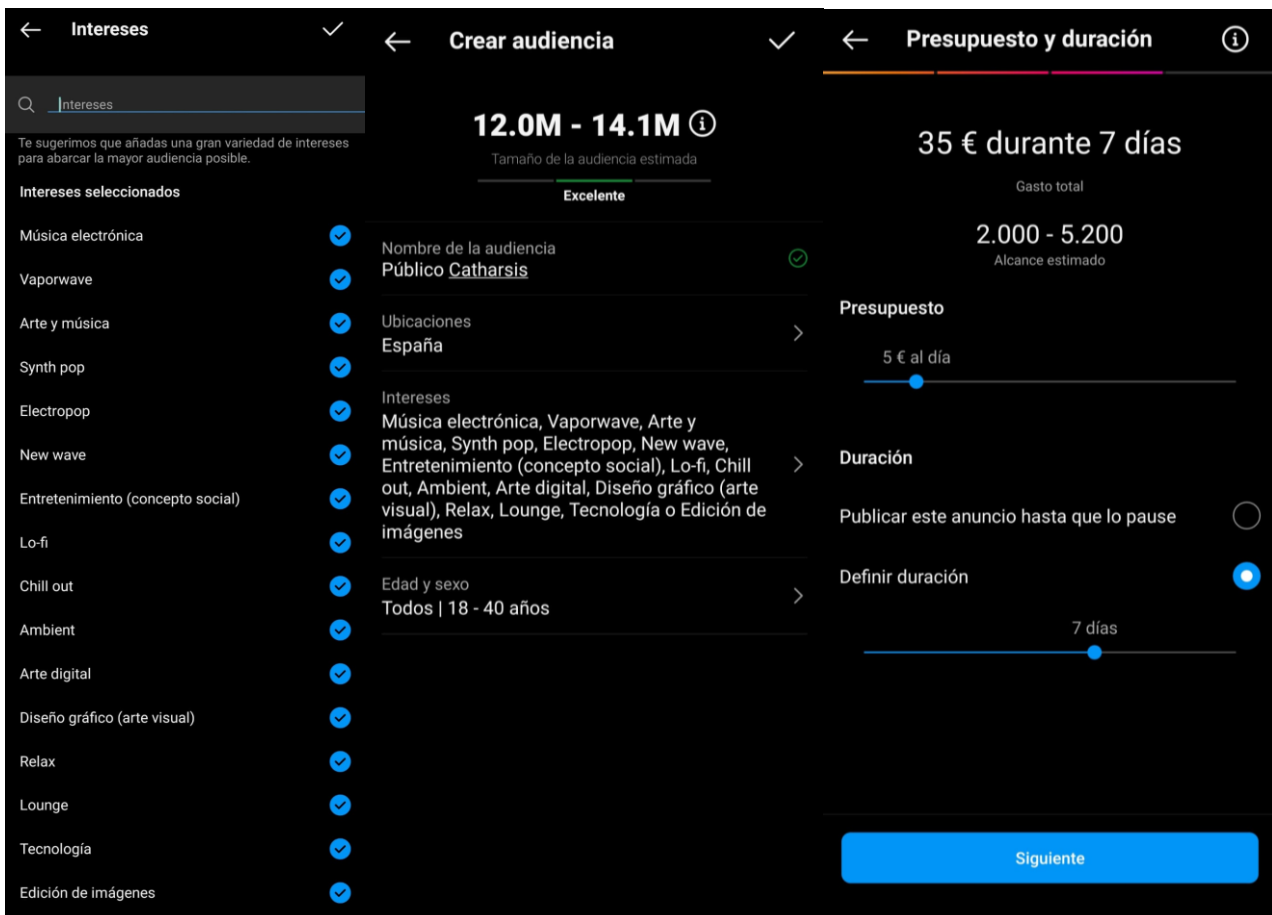 Intereses
Intereses
Te sugerimos que añadas una gran variedad de intereses
para abarcar la mayor audiencia posible.
Intereses seleccionados
Música electrónica
Vaporwave
Arte y música
Synth pop
Electropop
New wave
Entretenimiento (concepto social)
Lo-fi
Chill out
Ambient
Arte digital
Diseño gráfico (arte visual)
Relax
Lounge
Tecnología
Edición de imágenes
Crear audiencia
12.0M - 14.1M
Tamaño de la audiencia estimada
Excelente
Nombre de la audiencia
Público Catharsis
Ubicaciones
España
Intereses
Música electrónica, Vaporwave, Arte y
música, Synth pop, Electropop, New wave,
Entretenimiento (concepto social), Lo-fi, Chill
out, Ambient, Arte digital, Diseño gráfico (arte
visual), Relax, Lounge, Tecnología o Edición de
imágenes
Edad y sexo
Todos | 18 - 40 años
Presupuesto y duración
35 € durante 7 días
Gasto total
2.000 - 5.200
Alcance estimado
Presupuesto
5 € al día
Duración
Publicar este anuncio hasta que lo pause
Definir duración
7 días
Siguiente